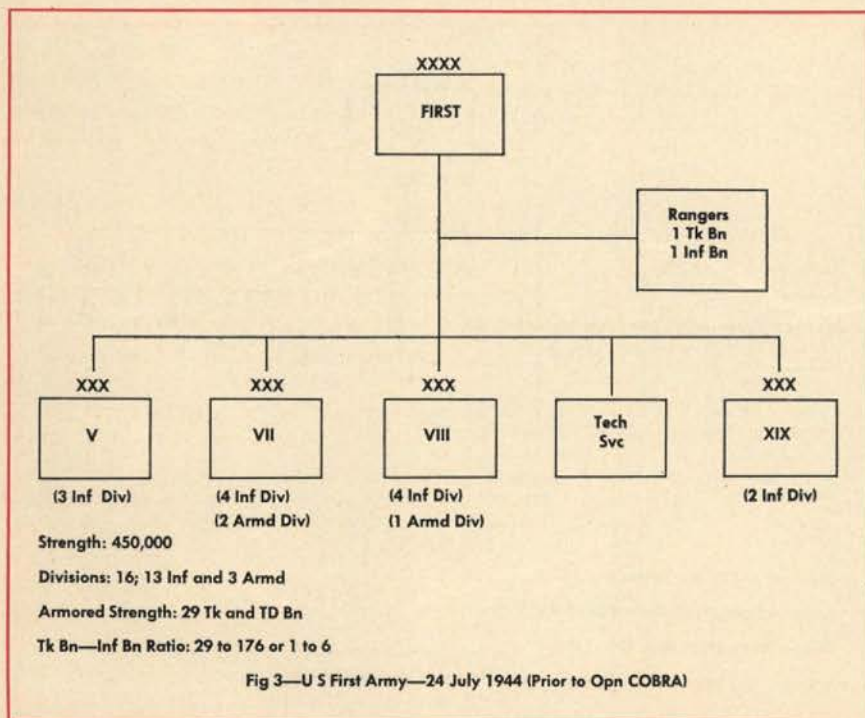 XXXX
FIRST
Rangers
1 Tk Bn
1 Inf Bn
XXX
V
(3 Inf Div)
XXX
VII
(4 Inf Div)
(2 Armd Div)
XXX
VIII
(4 Inf Div)
(1 Armd Div)
Tech
Svc
XXX
XIX
(2 Inf Div)
Strength: 450,000
Divisions: 16; 13 Inf and 3 Armd
Armored Strength: 29 Tk and TD Bn
Tk Bn—Inf Bn Ratio: 29 to 176 or 1 to 6
Fig 3—U S First Army—24 July 1944 (Prior to Opn COBRA)